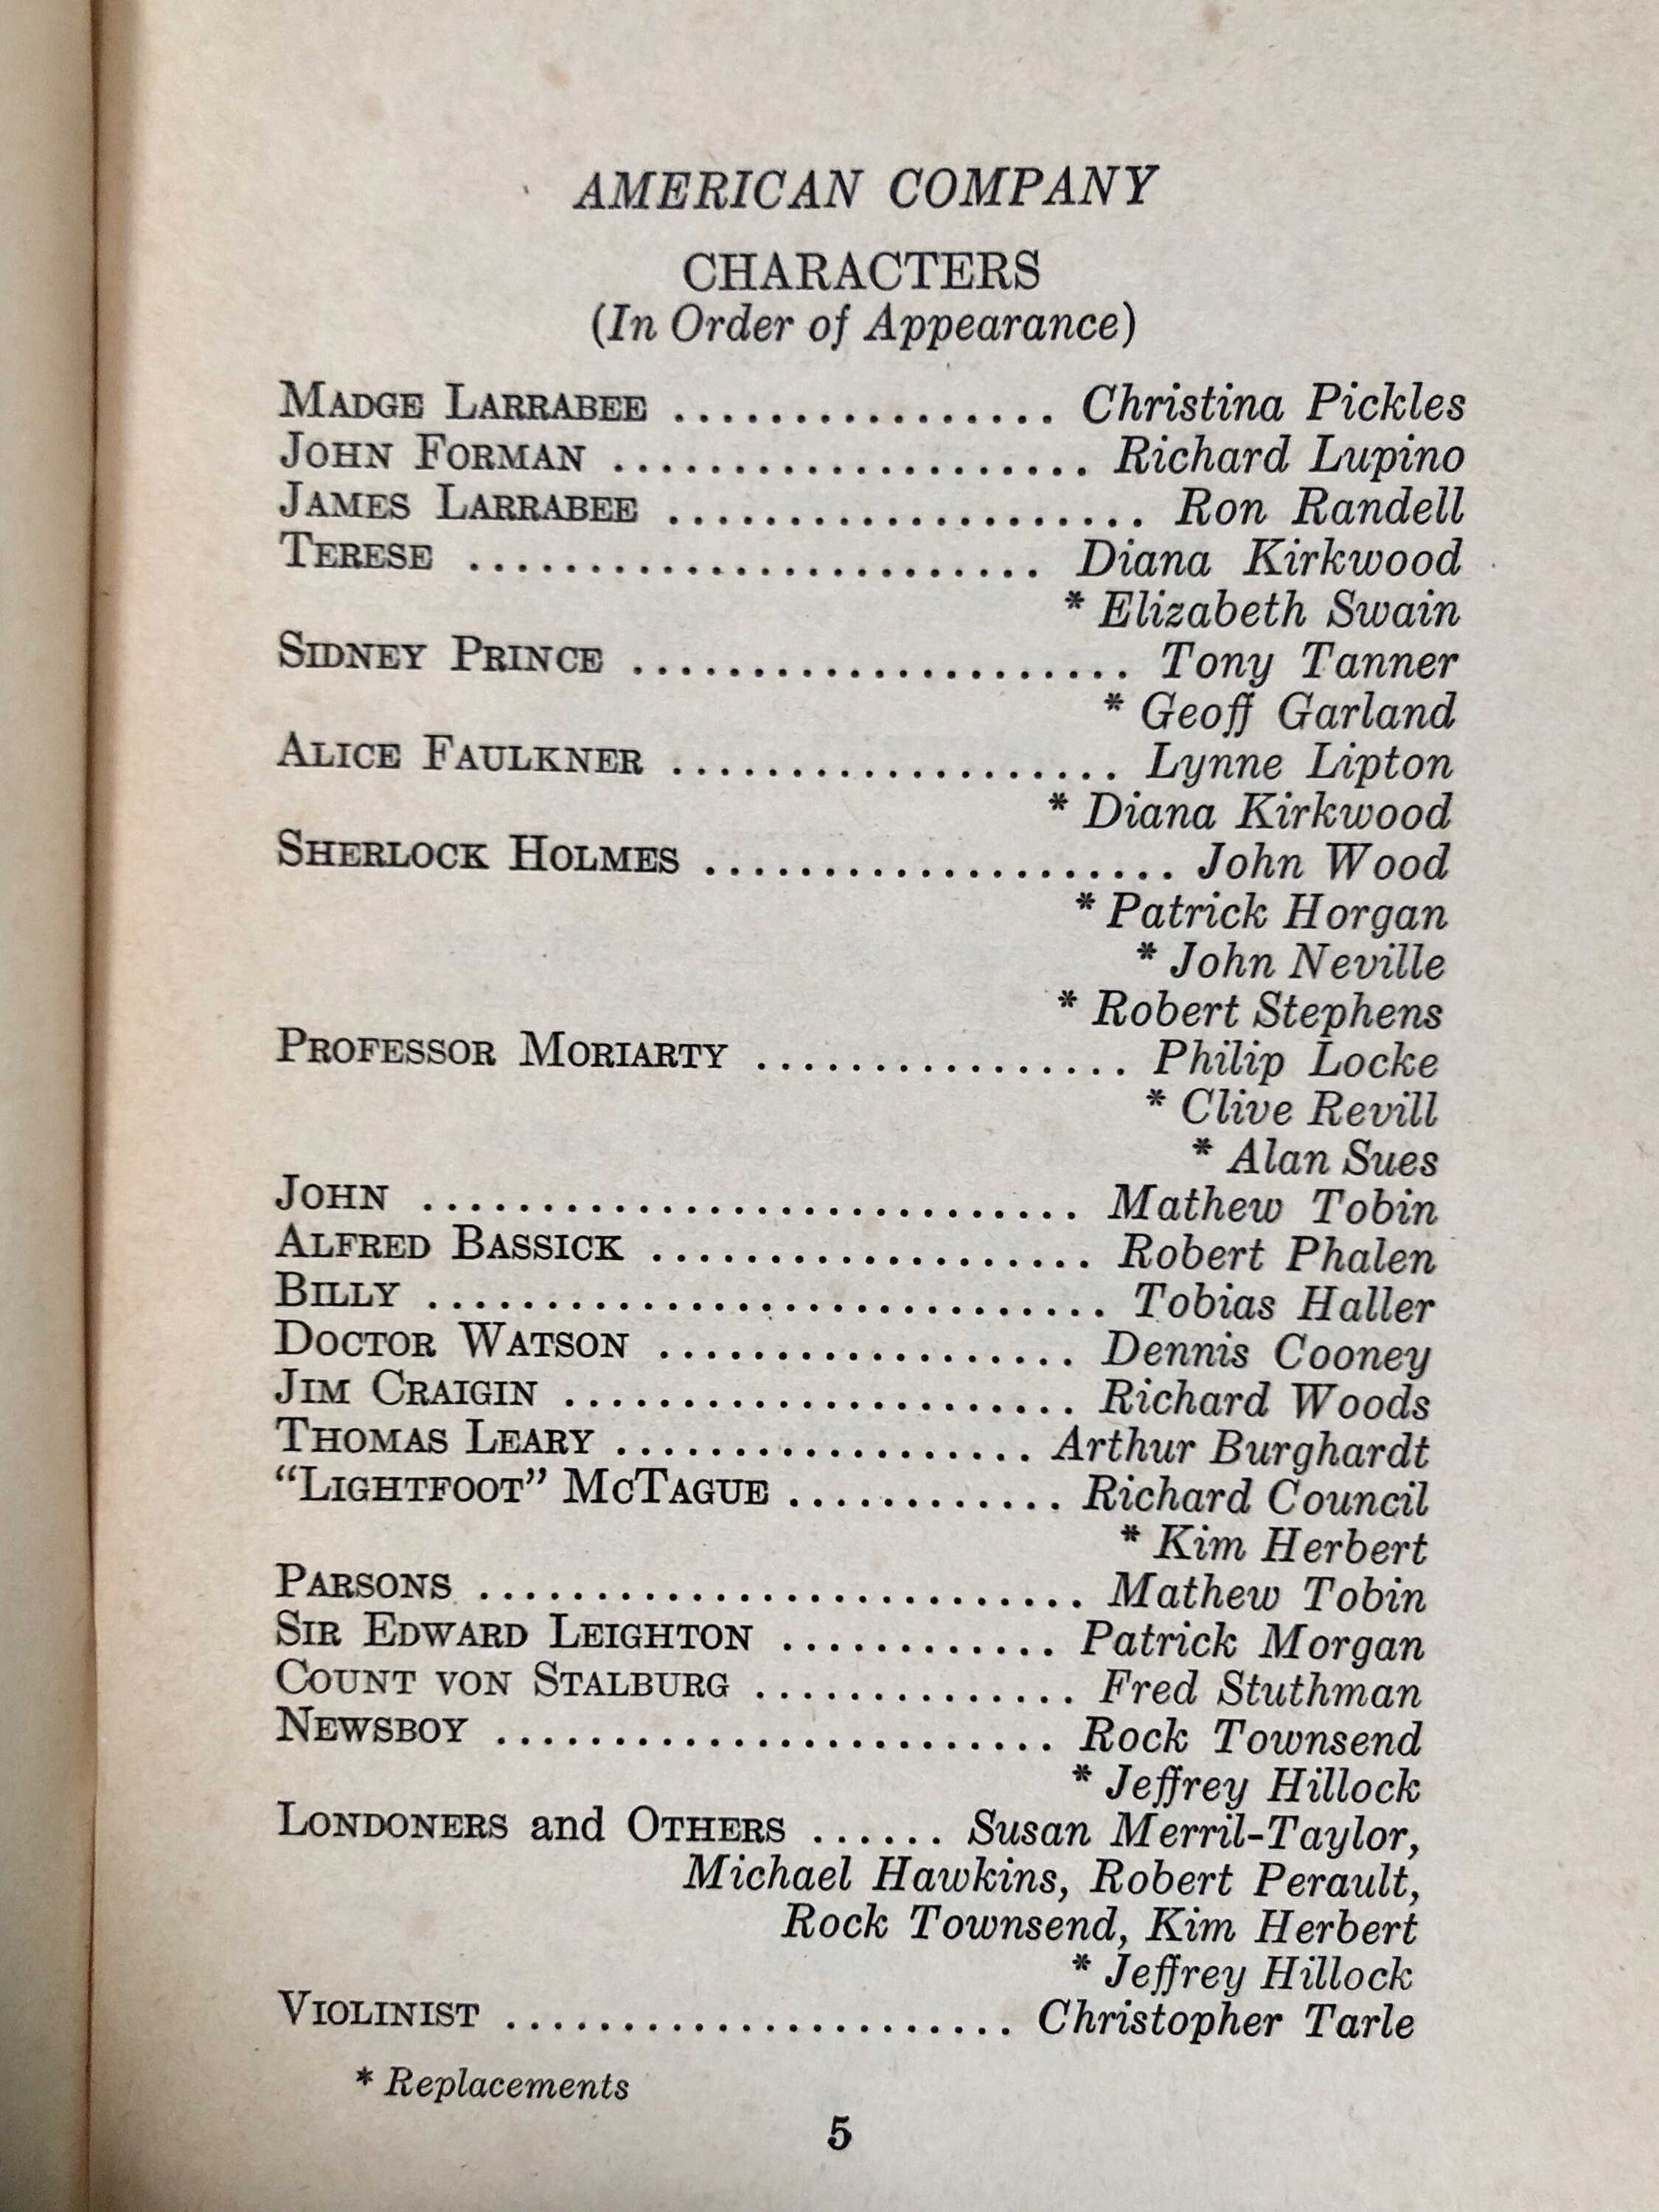 AMERICAN COMPANY
CHARACTERS
(In Order of Appearance)
MADGE LARRABEE ................ Christina Pickles
JOHN FORMAN .................... Richard Lupino
JAMES LARRABEE .................... Ron Randell
TERESE ........................ Diana Kirkwood
* Elizabeth Swain
SIDNEY PRINCE ..................... Tony Tanner
* Geoff Garland
ALICE FAULKNER ................... Lynne Lipton
* Diana Kirkwood
SHERLOCK HOLMES .................... John Wood
* Patrick Horgan
* John Neville
* Robert Stephens
PROFESSOR MORIARTY ................ Philip Locke
* Clive Revill
* Alan Sues
JOHN ............................ Mathew Tobin
ALFRED BASSICK ................... Robert Phalen
BILLY ............................. Tobias Haller
DOCTOR WATSON .................. Dennis Cooney
JIM CRAIGIN ...................... Richard Woods
THOMAS LEARY .................. Arthur Burghardt
“LIGHTFOOT” MCTAGUE ............ Richard Council
* Kim Herbert
PARSONS .......................... Mathew Tobin
SIR EDWARD LEIGHTON ............ Patrick Morgan
COUNT VON STALBURG .............. Fred Stuthman
NEWSBOY ........................ Rock Townsend
* Jeffrey Hillock
LONDONERS and OTHERS ...... Susan Merril-Taylor,
Michael Hawkins, Robert Perault,
Rock Townsend, Kim Herbert
* Jeffrey Hillock
VIOLINIST ...................... Christopher Tarle
* Replacements
5